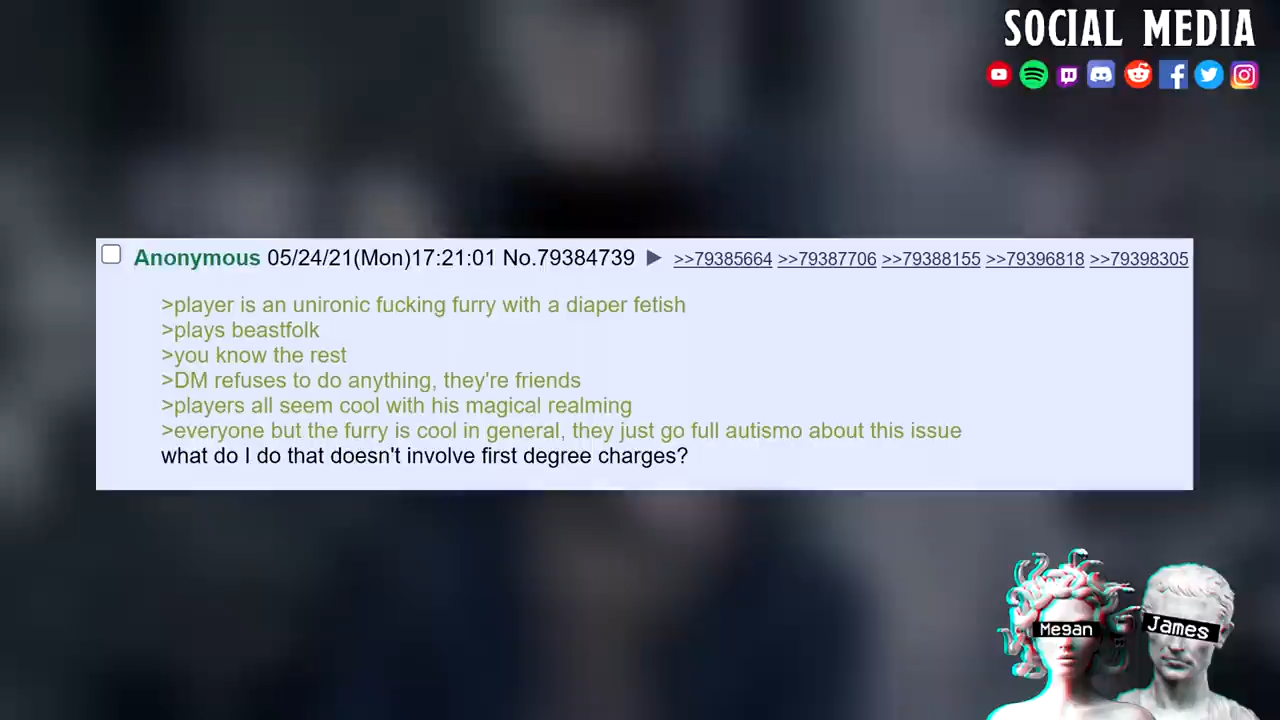 SOCIAL MEDIA
Anonymous 05/24/21(Mon)17:21:01 No.79384739 ▶ >>79385664 >>79387706 >>79388155 >>79396818 >>79398305
>player is an unironic fucking furry with a diaper fetish
>plays beastfolk
>you know the rest
>DM refuses to do anything, they're friends
>players all seem cool with his magical realming
>everyone but the furry is cool in general, they just go full autismo about this issue
what do I do that doesn't involve first degree charges?
Megan
James